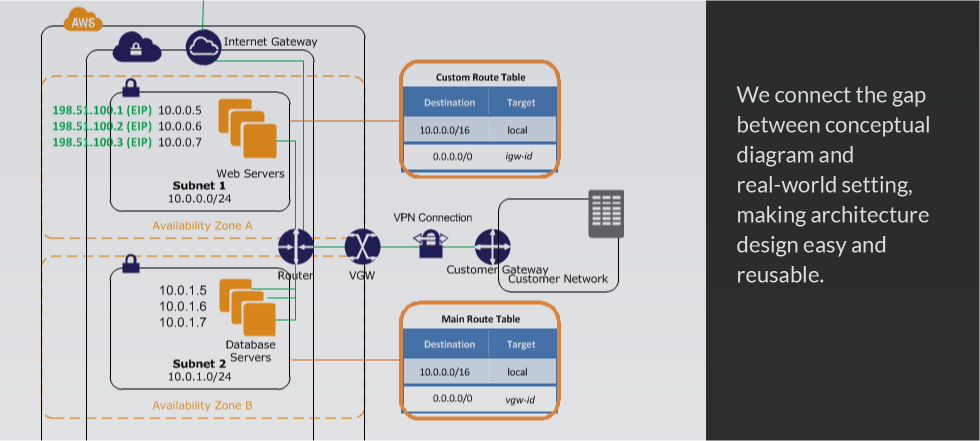 AWS
Internet Gateway
198.51.100.1 (EIP) 10.0.0.5
198.51.100.2 (EIP) 10.0.0.6
198.51.100.3 (EIP) 10.0.0.7
Web Servers
Subnet 1
10.0.0.0/24
Availability Zone A
Custom Route Table
Destination Target
10.0.0.0/16 local
0.0.0.0/0 igw-id
VPN Connection
Router
VGW
Customer Gateway
Customer Network
10.0.1.5
10.0.1.6
10.0.1.7
Database
Servers
Subnet 2
10.0.1.0/24
Availability Zone B
Main Route Table
Destination Target
10.0.0.0/16 local
0.0.0.0/0 vgw-id
We connect the gap
between conceptual
diagram and
real-world setting,
making architecture
design easy and
reusable.